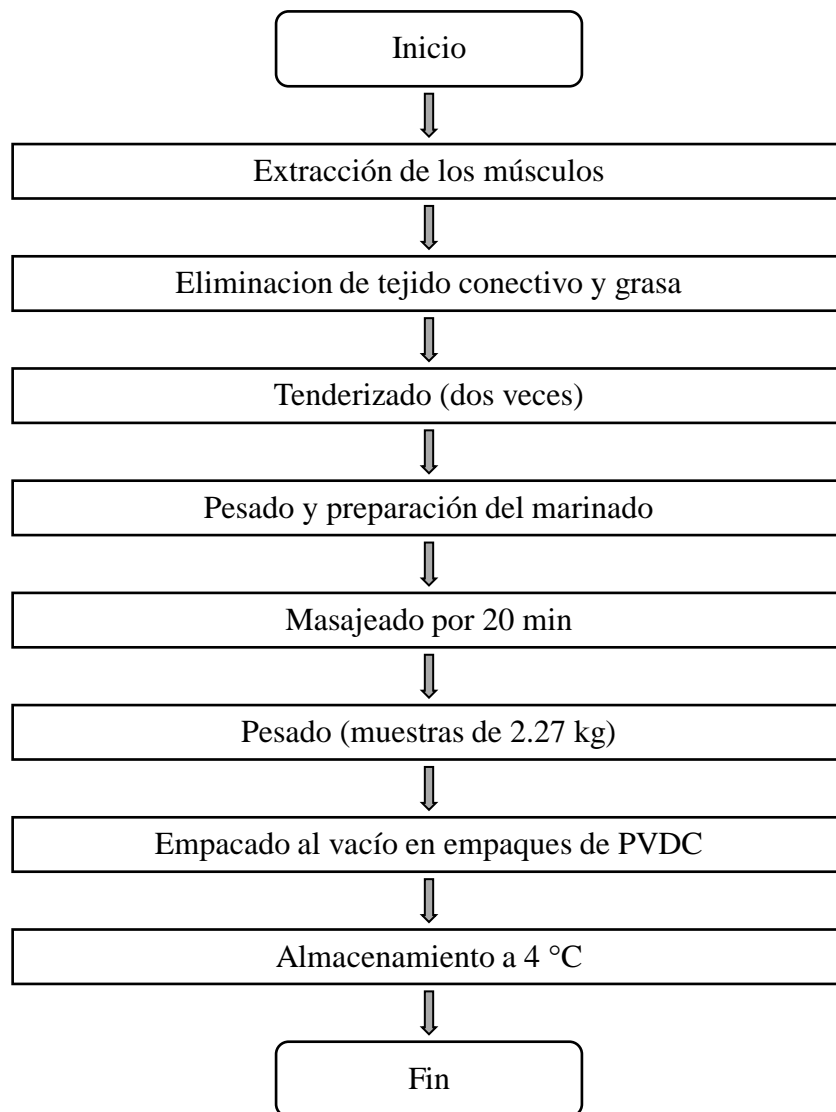 Inicio
Extracción de los músculos
Eliminacion de tejido conectivo y grasa
Tenderizado (dos veces)
Pesado y preparación del marinado
Masajeado por 20 min
Pesado (muestras de 2.27 kg)
Empacado al vacío en empaques de PVDC
Almacenamiento a 4 °C
Fin